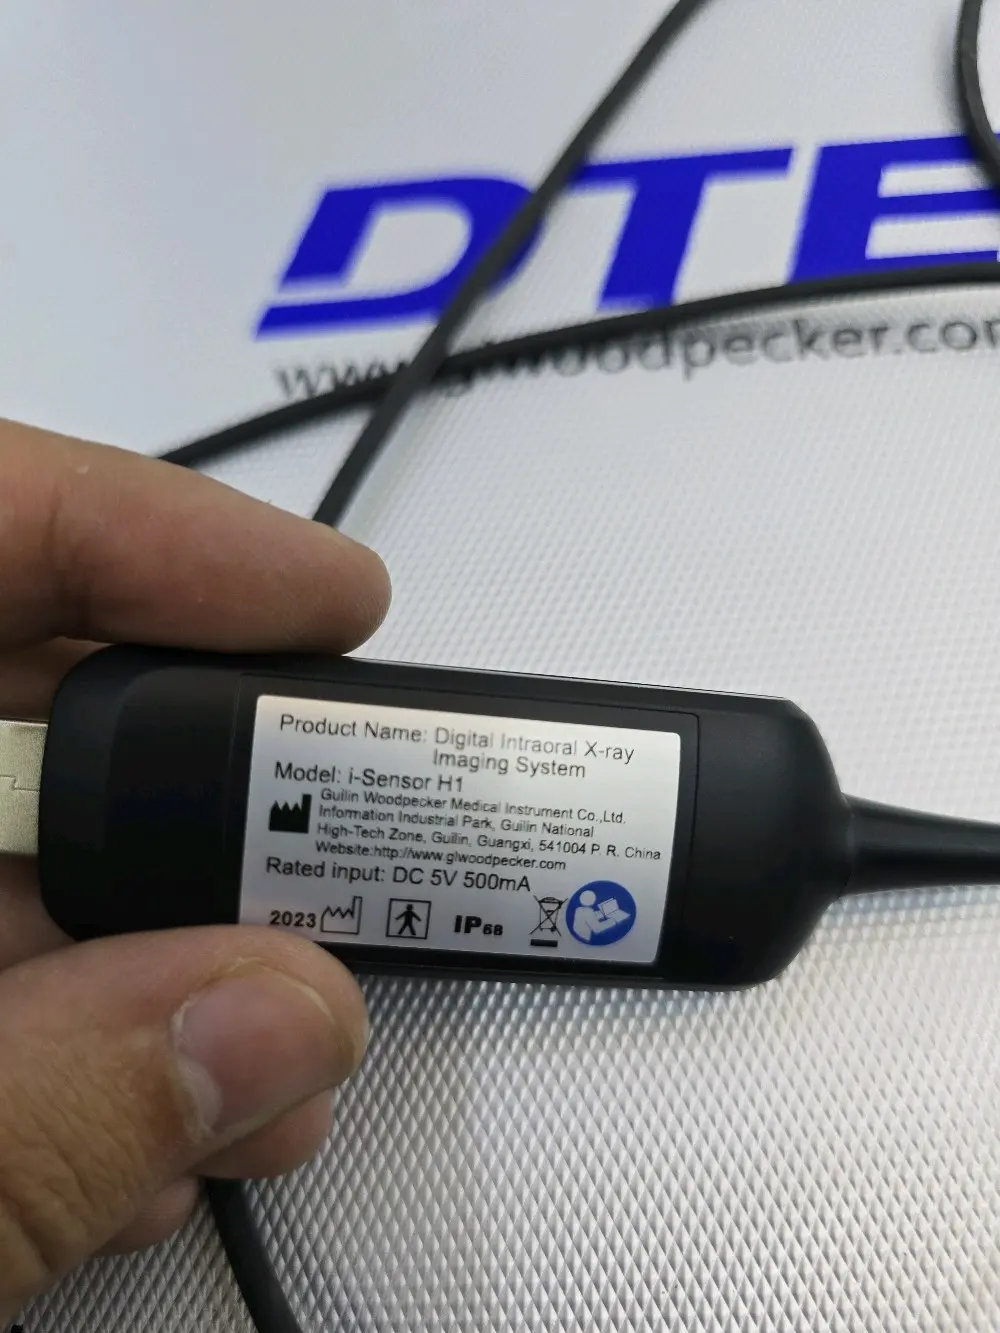 DTE
www.glwoodpecker.com
Product Name: Digital Intraoral X-ray
Imaging System
Model: i-Sensor H1
Guilin Woodpecker Medical Instrument Co.,Ltd.
Information Industrial Park, Guilin National
High-Tech Zone, Guilin, Guangxi, 541004 P. R. China
Website:http://www.glwoodpecker.com
Rated input: DC 5V 500mA
2023
IP68